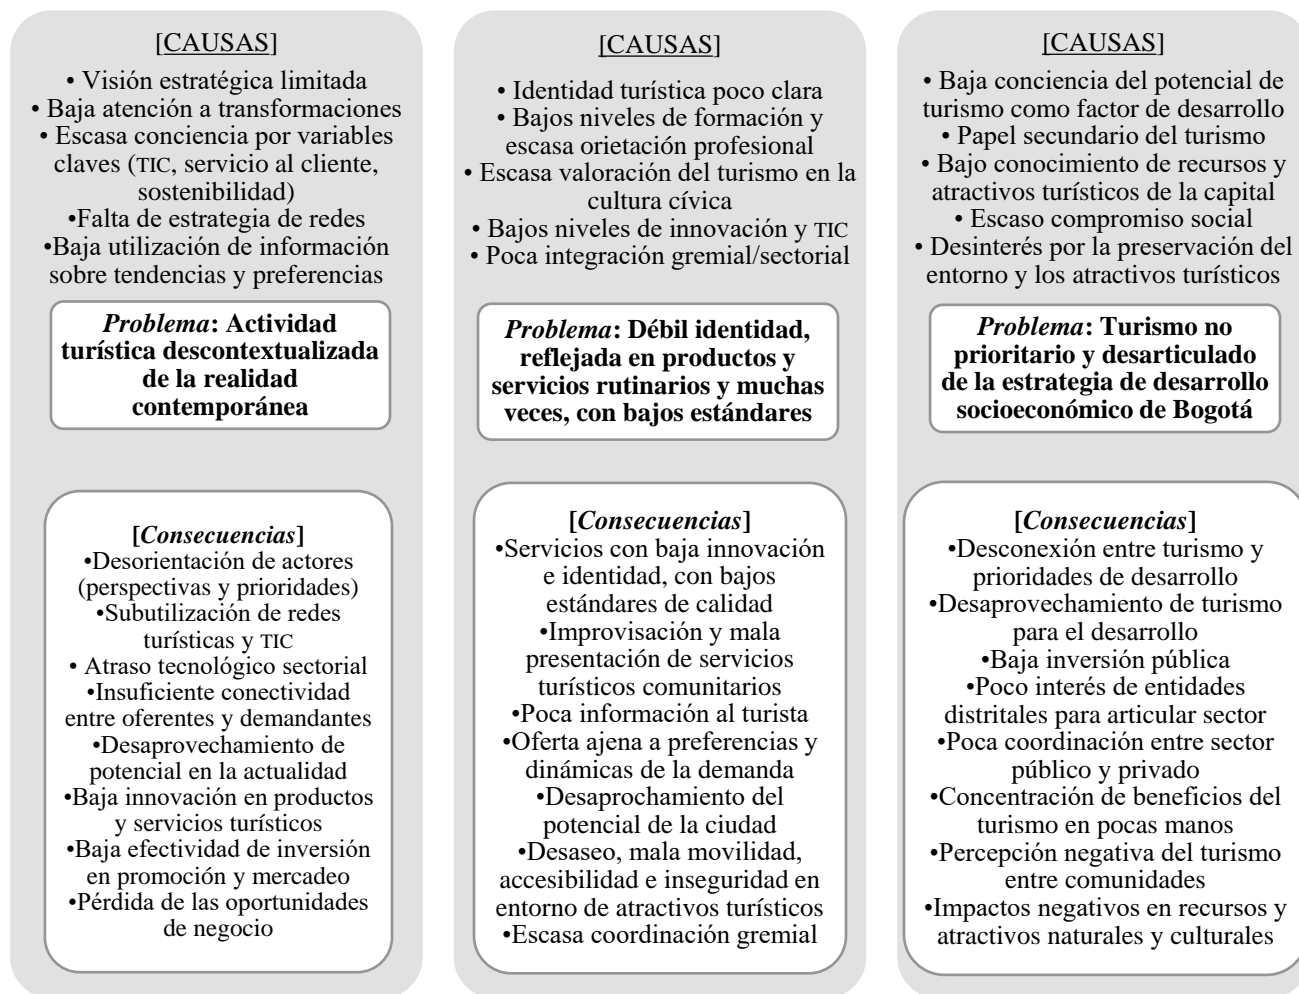 [CAUSAS]
• Visión estratégica limitada
• Baja atención a transformaciones
• Escasa conciencia por variables
claves (TIC, servicio al cliente,
sostenibilidad)
•Falta de estrategia de redes
•Baja utilización de información
sobre tendencias y preferencias
Problema: Actividad
turística descontextualizada
de la realidad
contemporánea
[Consecuencias]
•Desorientación de actores
(perspectivas y prioridades)
•Subutilización de redes
turísticas y TIC
• Atraso tecnológico sectorial
•Insuficiente conectividad
entre oferentes y demandantes
•Desaprovechamiento de
potencial en la actualidad
•Baja innovación en productos
y servicios turísticos
•Baja efectividad de inversión
en promoción y mercadeo
•Pérdida de las oportunidades
de negocio
[CAUSAS]
• Identidad turística poco clara
• Bajos niveles de formación y
escasa orietación profesional
• Escasa valoración del turismo en la
cultura cívica
• Bajos niveles de innovación y TIC
• Poca integración gremial/sectorial
Problema: Débil identidad,
reflejada en productos y
servicios rutinarios y muchas
veces, con bajos estándares
[Consecuencias]
•Servicios con baja innovación
e identidad, con bajos
estándares de calidad
•Improvisación y mala
presentación de servicios
turísticos comunitarios
•Poca información al turista
•Oferta ajena a preferencias y
dinámicas de la demanda
•Desaprochamiento del
potencial de la ciudad
•Desaseo, mala movilidad,
accesibilidad e inseguridad en
entorno de atractivos turísticos
•Escasa coordinación gremial
[CAUSAS]
• Baja conciencia del potencial de
turismo como factor de desarrollo
• Papel secundario del turismo
• Bajo conocimiento de recursos y
atractivos turísticos de la capital
• Escaso compromiso social
• Desinterés por la preservación del
entorno y los atractivos turísticos
Problema: Turismo no
prioritario y desarticulado
de la estrategia de desarrollo
socioeconómico de Bogotá
[Consecuencias]
•Desconexión entre turismo y
prioridades de desarrollo
•Desaprovechamiento de turismo
para el desarrollo
•Baja inversión pública
•Poco interés de entidades
distritales para articular sector
•Poca coordinación entre sector
público y privado
•Concentración de beneficios del
turismo en pocas manos
•Percepción negativa del turismo
entre comunidades
•Impactos negativos en recursos y
atractivos naturales y culturales